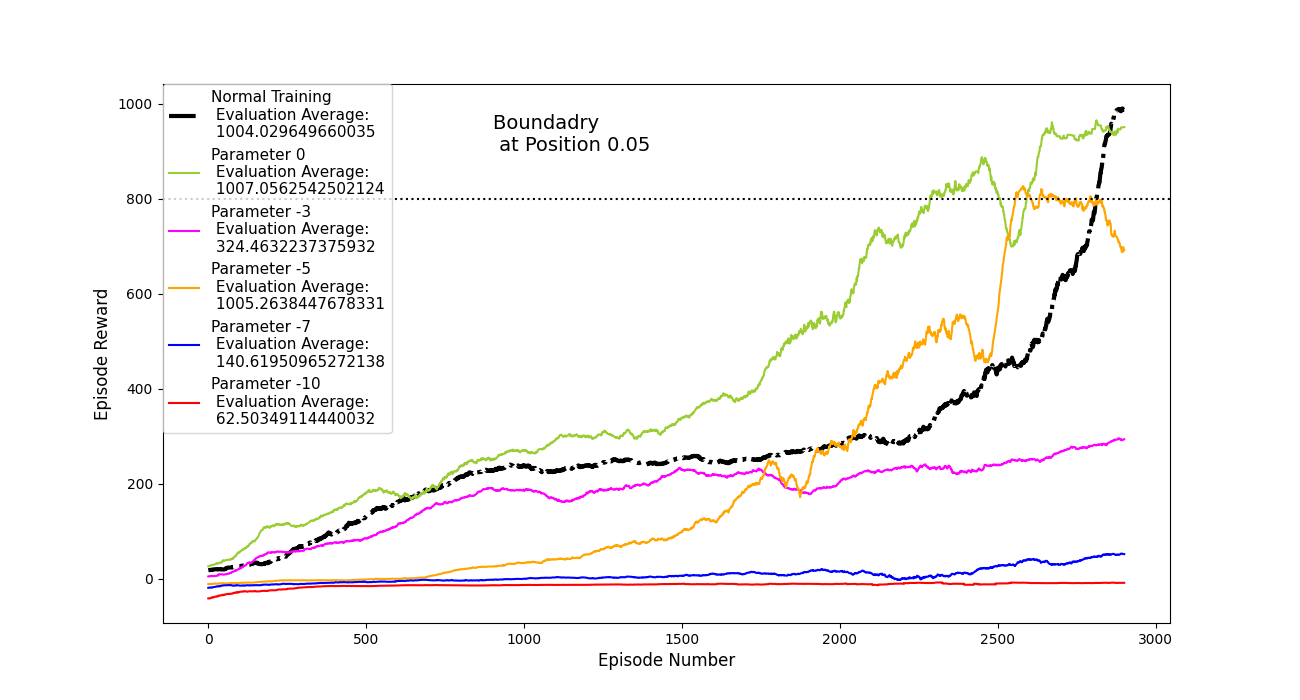 Normal Training
Evaluation Average:
1004.029649660035
Parameter 0
Evaluation Average:
1007.0562542502124
Parameter -3
Evaluation Average:
324.4632237375932
Parameter -5
Evaluation Average:
1005.2638447678331
Parameter -7
Evaluation Average:
140.61950965272138
Parameter -10
Evaluation Average:
62.50349114440032
Boundadry
at Position 0.05
1000
800
600
400
200
0
Episode Reward
0 500 1000 1500 2000 2500 3000
Episode Number